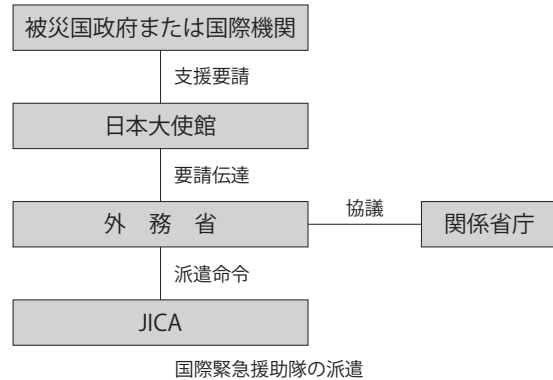 被災国政府または国際機関
支援要請
日本大使館
要請伝達
外　務　省
協議
関係省庁
派遣命令
JICA
国際緊急援助隊の派遣